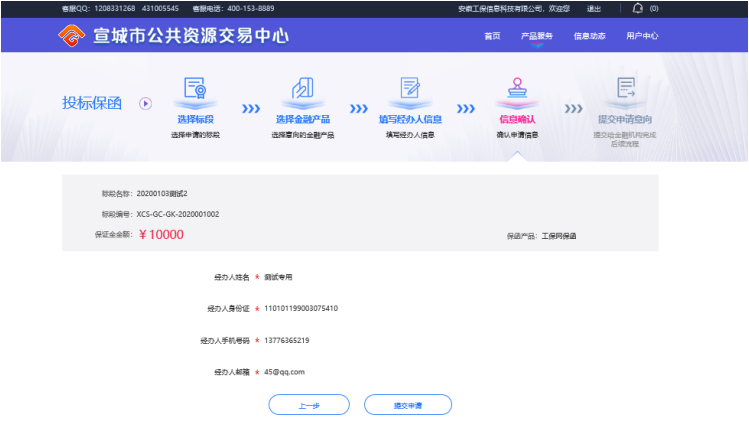 客服QQ：1208331268 431005545 客服电话：400-153-8889 安徽工保信息科技有限公司，欢迎您 退出 (0)
宣城市公共资源交易中心 首页 产品服务 信息动态 用户中心
投标保函
选择标段 选择金融产品 填写经办人信息 信息确认 提交申请意向
选择申请的标段 选择意向的金融产品 填写经办人信息 确认申请信息 提交给金融机构完成
后续流程
标段名称：20200103测试2
标段编号：XCS-GC-GK-2020001002
保证金金额：￥10000 保函产品：工保网保函
经办人姓名 * 测试专用
经办人身份证 * 110101199003075410
经办人手机号码 * 13776365219
经办人邮箱 * 45@qq.com
上一步 提交申请